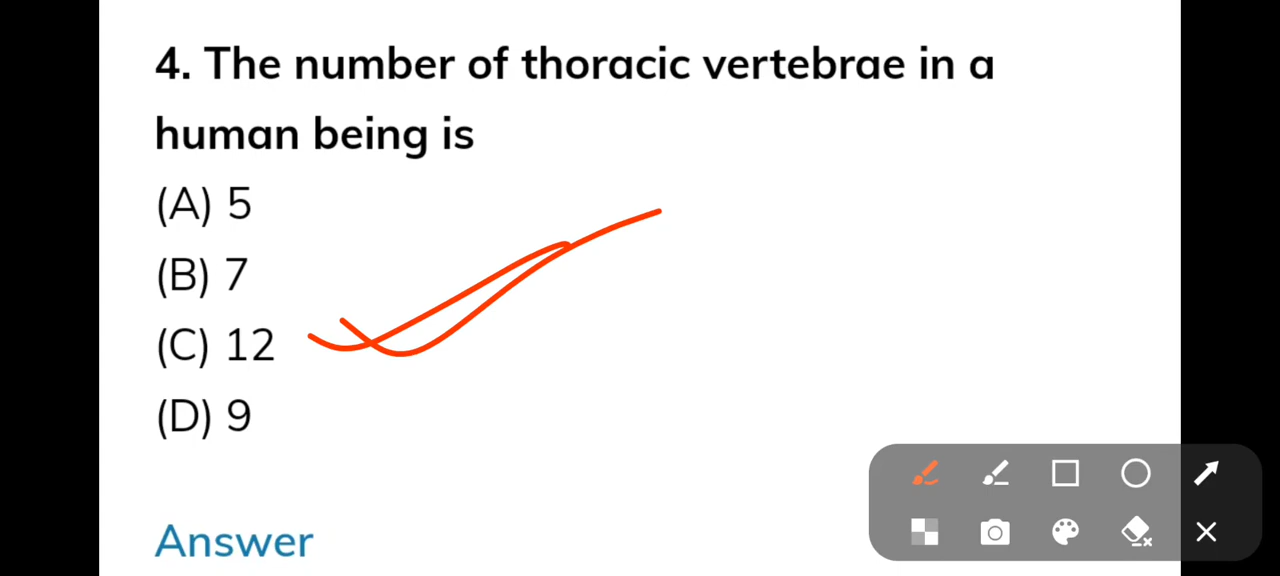 4. The number of thoracic vertebrae in a
human being is
(A) 5
(B) 7
(C) 12
(D) 9
Answer